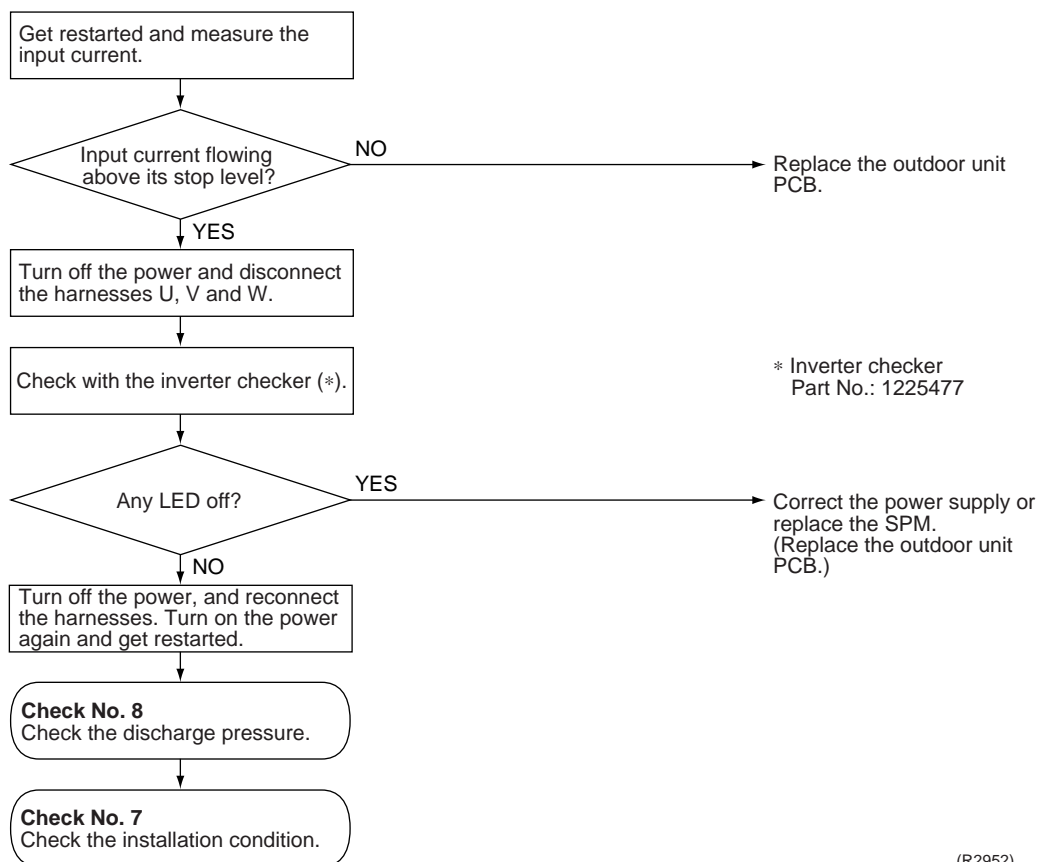 Get restarted and measure the
input current.
Input current flowing
above its stop level?
NO
Replace the outdoor unit
PCB.
YES
Turn off the power and disconnect
the harnesses U, V and W.
Check with the inverter checker (∗).
∗ Inverter checker
Part No.: 1225477
Any LED off?
YES
Correct the power supply or
replace the SPM.
(Replace the outdoor unit
PCB.)
NO
Turn off the power, and reconnect
the harnesses. Turn on the power
again and get restarted.
Check No. 8
Check the discharge pressure.
Check No. 7
Check the installation condition.
(R2952)